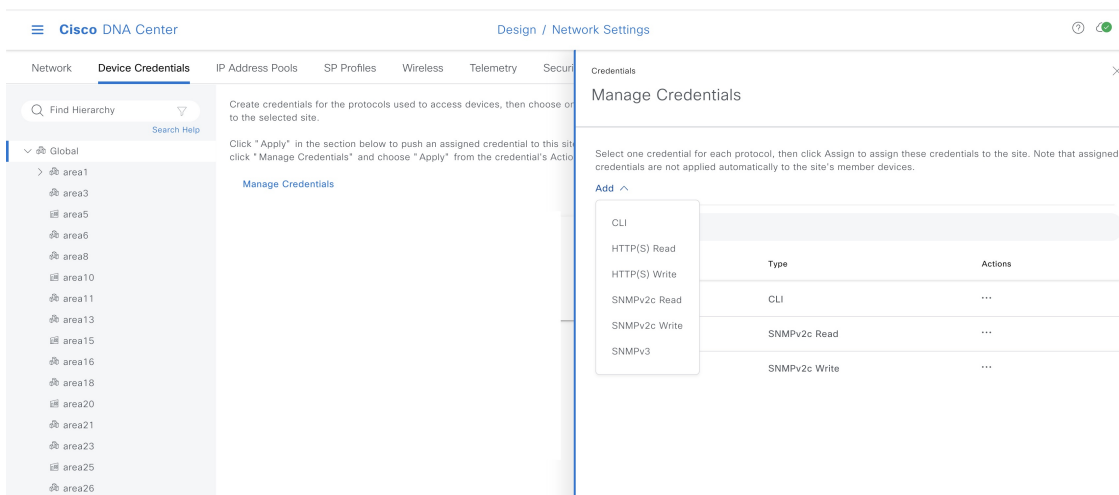 Cisco DNA Center
Design / Network Settings
Network Device Credentials IP Address Pools SP Profiles Wireless Telemetry Securi
Find Hierarchy
Search Help
Global
area1
area3
area5
area6
area8
area10
area11
area13
area15
area16
area18
area20
area21
area23
area25
area26
Create credentials for the protocols used to access devices, then choose or
to the selected site.
Click "Apply" in the section below to push an assigned credential to this site
click "Manage Credentials" and choose "Apply" from the credential's Actio
Manage Credentials
Credentials
Manage Credentials
Select one credential for each protocol, then click Assign to assign these credentials to the site. Note that assigned
credentials are not applied automatically to the site's member devices.
Add
CLI
HTTP(S) Read
HTTP(S) Write
SNMPv2c Read
SNMPv2c Write
SNMPv3
Type Actions
CLI ...
SNMPv2c Read ...
SNMPv2c Write ...